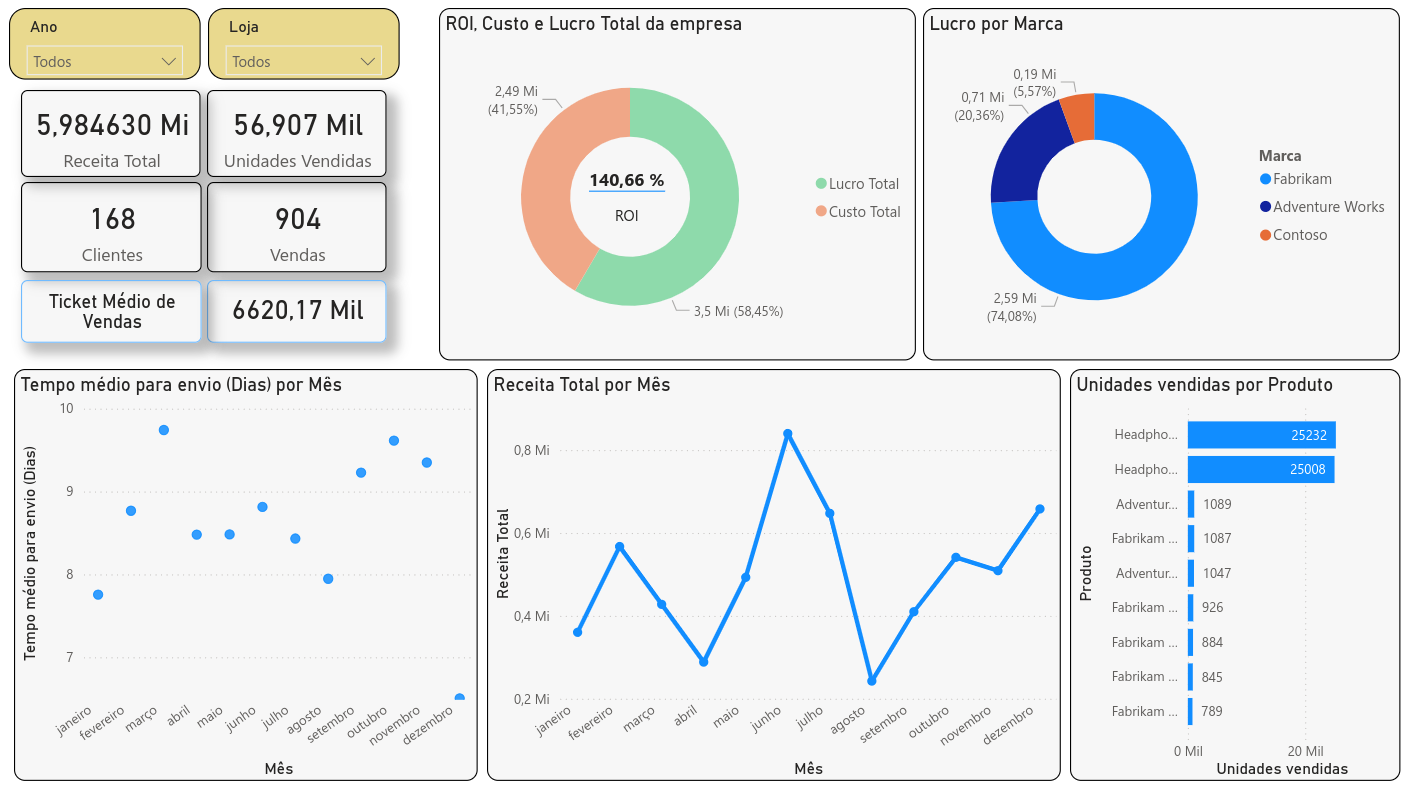 Ano
Todos
Loja
Todos
5,984630 Mi
Receita Total
56,907 Mil
Unidades Vendidas
168
Clientes
904
Vendas
Ticket Médio de
Vendas
6620,17 Mil
ROI, Custo e Lucro Total da empresa
2,49 Mi
(41,55%)
140,66 %
ROI
3,5 Mi (58,45%)
Lucro Total
Custo Total
Lucro por Marca
0,19 Mi
(5,57%)
0,71 Mi
(20,36%)
2,59 Mi
(74,08%)
Marca
Fabrikam
Adventure Works
Contoso
Tempo médio para envio (Dias) por Mês
Tempo médio para envio (Dias)
10
9
8
7
janeiro
fevereiro
março
abril
maio
junho
julho
agosto
setembro
outubro
novembro
dezembro
Mês
Receita Total por Mês
Receita Total
0,8 Mi
0,6 Mi
0,4 Mi
0,2 Mi
janeiro
fevereiro
março
abril
maio
junho
julho
agosto
setembro
outubro
novembro
dezembro
Mês
Unidades vendidas por Produto
Produto
Headpho... 25232
Headpho... 25008
Adventur... 1089
Fabrikam ... 1087
Adventur... 1047
Fabrikam ... 926
Fabrikam ... 884
Fabrikam ... 845
Fabrikam ... 789
0 Mil 20 Mil
Unidades vendidas